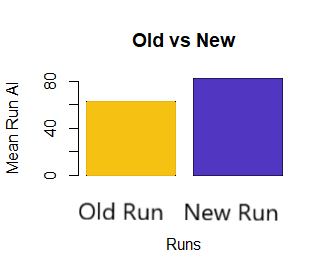 Old vs New
Mean Run AI
80
40
0
Old Run New Run
Runs